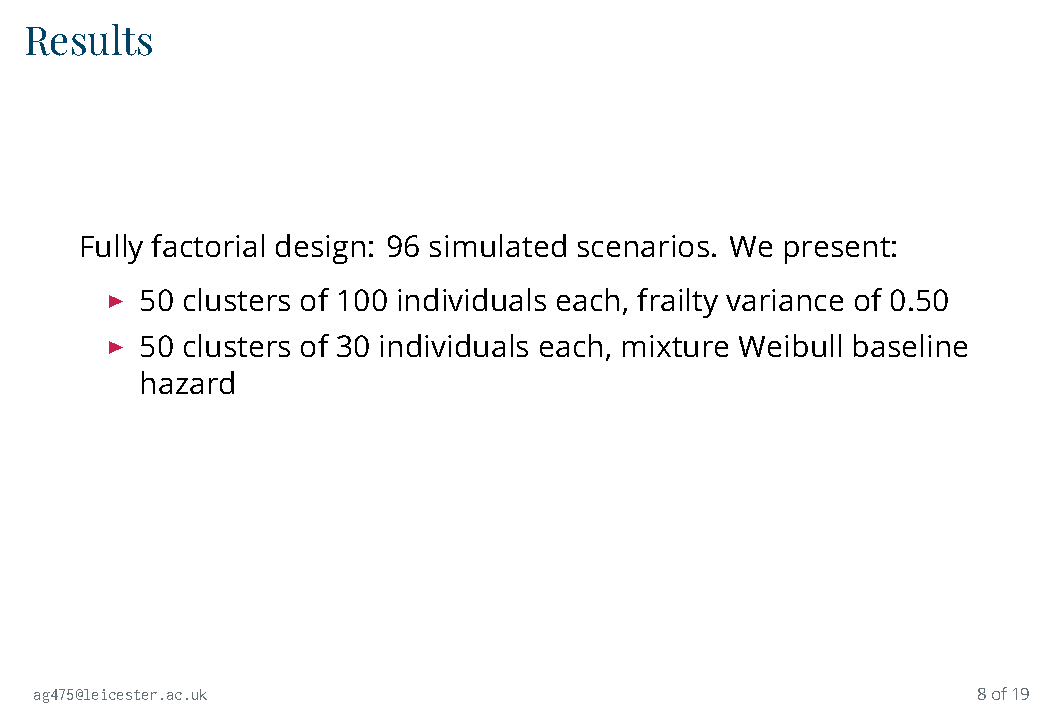 Results
Fully factorial design: 96 simulated scenarios. We present:
▶ 50 clusters of 100 individuals each, frailty variance of 0.50
▶ 50 clusters of 30 individuals each, mixture Weibull baseline
hazard
ag475@leicester.ac.uk
8 of 19